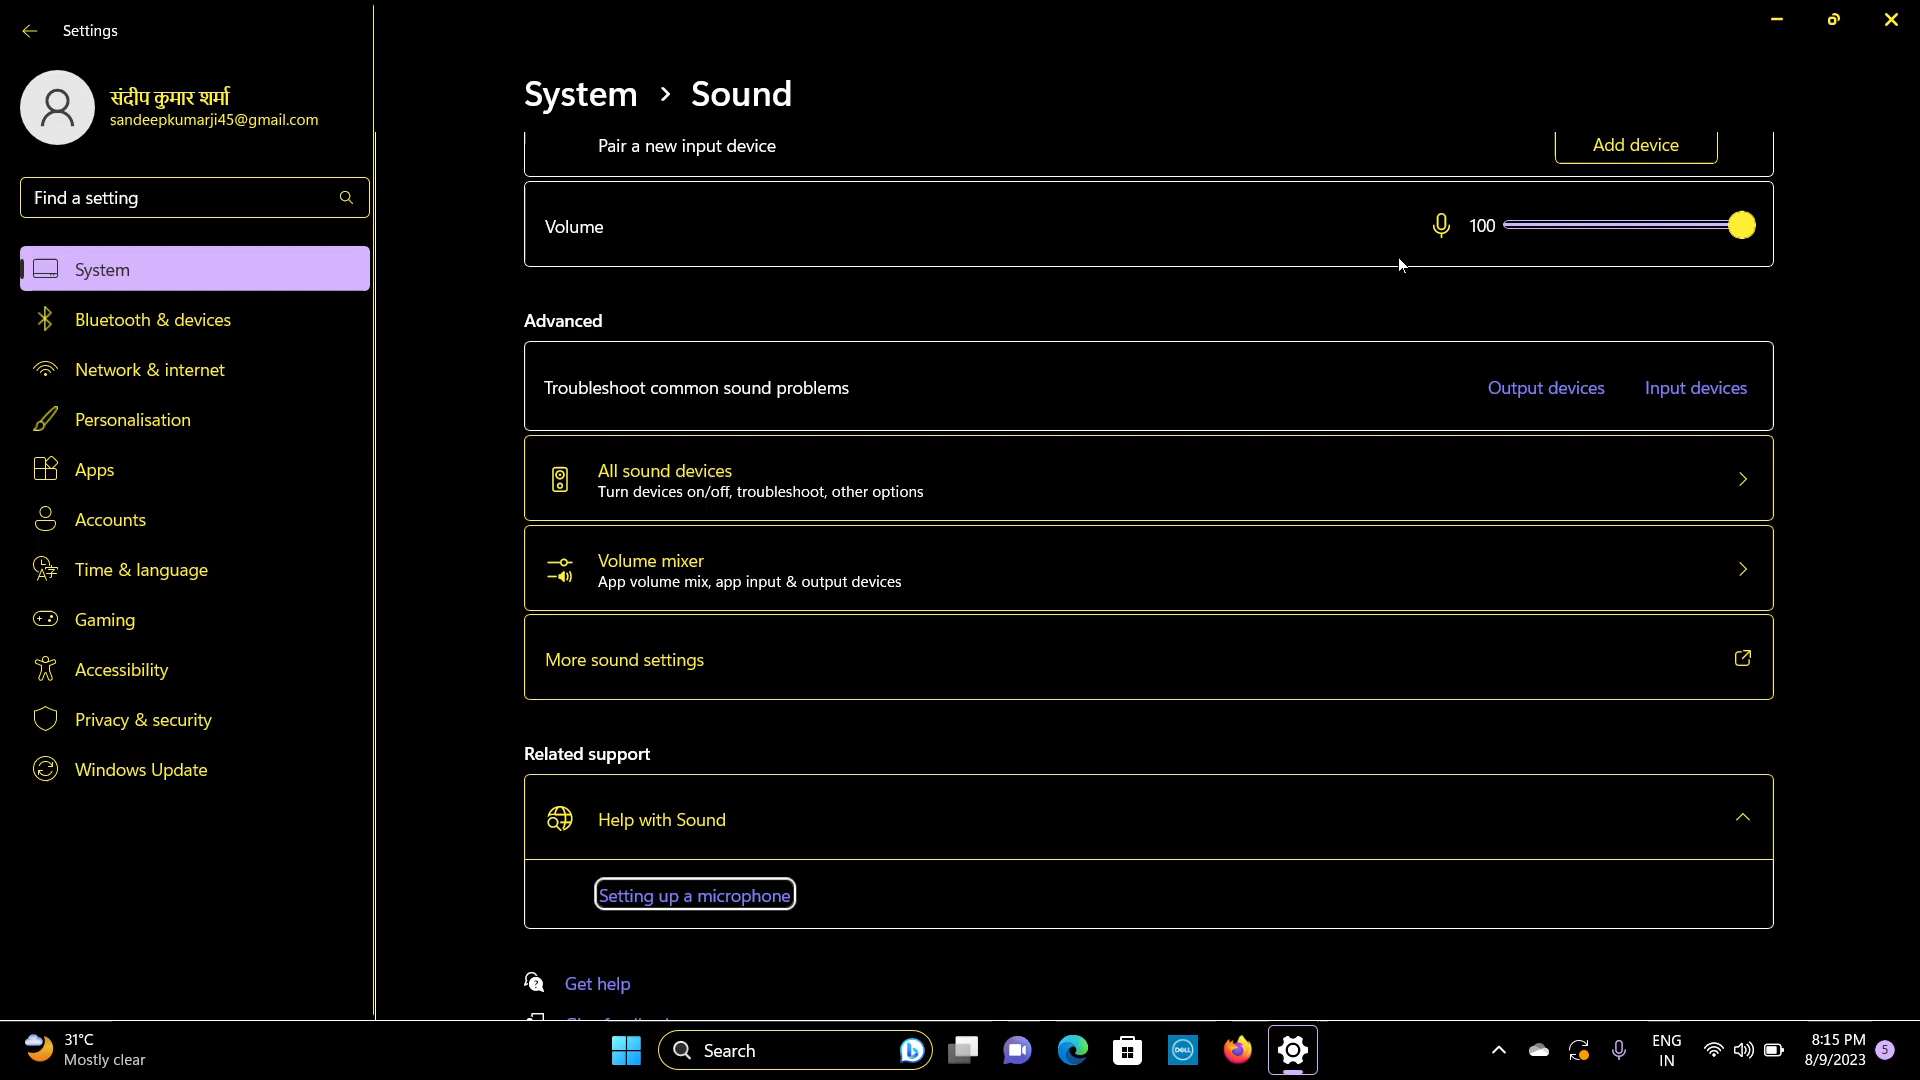 Settings
संदीप कुमार शर्मा
sandeepkumarji45@gmail.com
Find a setting
System
Bluetooth & devices
Network & internet
Personalisation
Apps
Accounts
Time & language
Gaming
Accessibility
Privacy & security
Windows Update
System > Sound
Pair a new input device
Add device
Volume
100
Advanced
Troubleshoot common sound problems
Output devices
Input devices
All sound devices
Turn devices on/off, troubleshoot, other options
Volume mixer
App volume mix, app input & output devices
More sound settings
Related support
Help with Sound
Setting up a microphone
Get help
31°C
Mostly clear
Search
DELL
ENG
IN
8:15 PM
8/9/2023
5